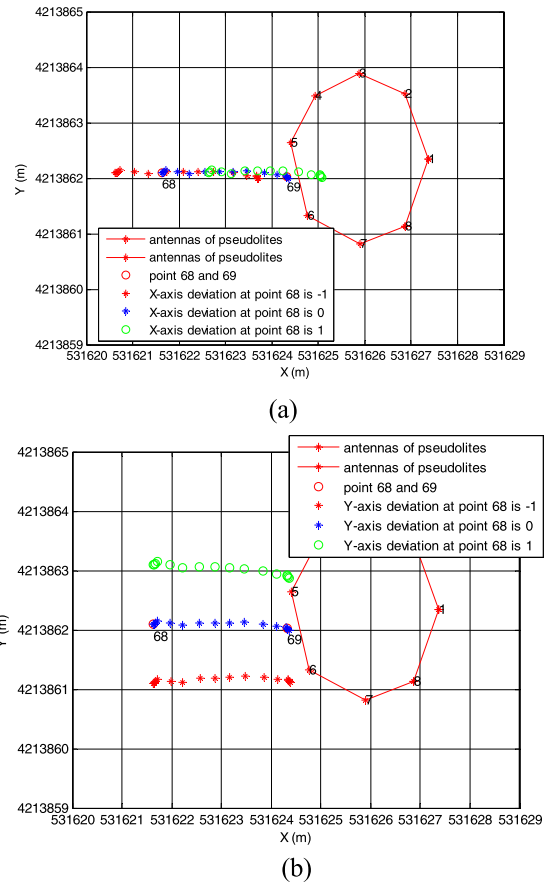 4213865
4213864
4213863
4213862
4213861
4213860
4213859
Y (m)
3
2
4
5
1
68
69
6
8
7
antennas of pseudolites
antennas of pseudolites
point 68 and 69
X-axis deviation at point 68 is -1
X-axis deviation at point 68 is 0
X-axis deviation at point 68 is 1
531620 531621 531622 531623 531624 531625 531626 531627 531628 531629
X (m)
(a)
4213865
4213864
4213863
4213862
4213861
4213860
4213859
Y (m)
antennas of pseudolites
antennas of pseudolites
point 68 and 69
Y-axis deviation at point 68 is -1
Y-axis deviation at point 68 is 0
Y-axis deviation at point 68 is 1
5
1
68
69
6
8
7
531620 531621 531622 531623 531624 531625 531626 531627 531628 531629
X (m)
(b)